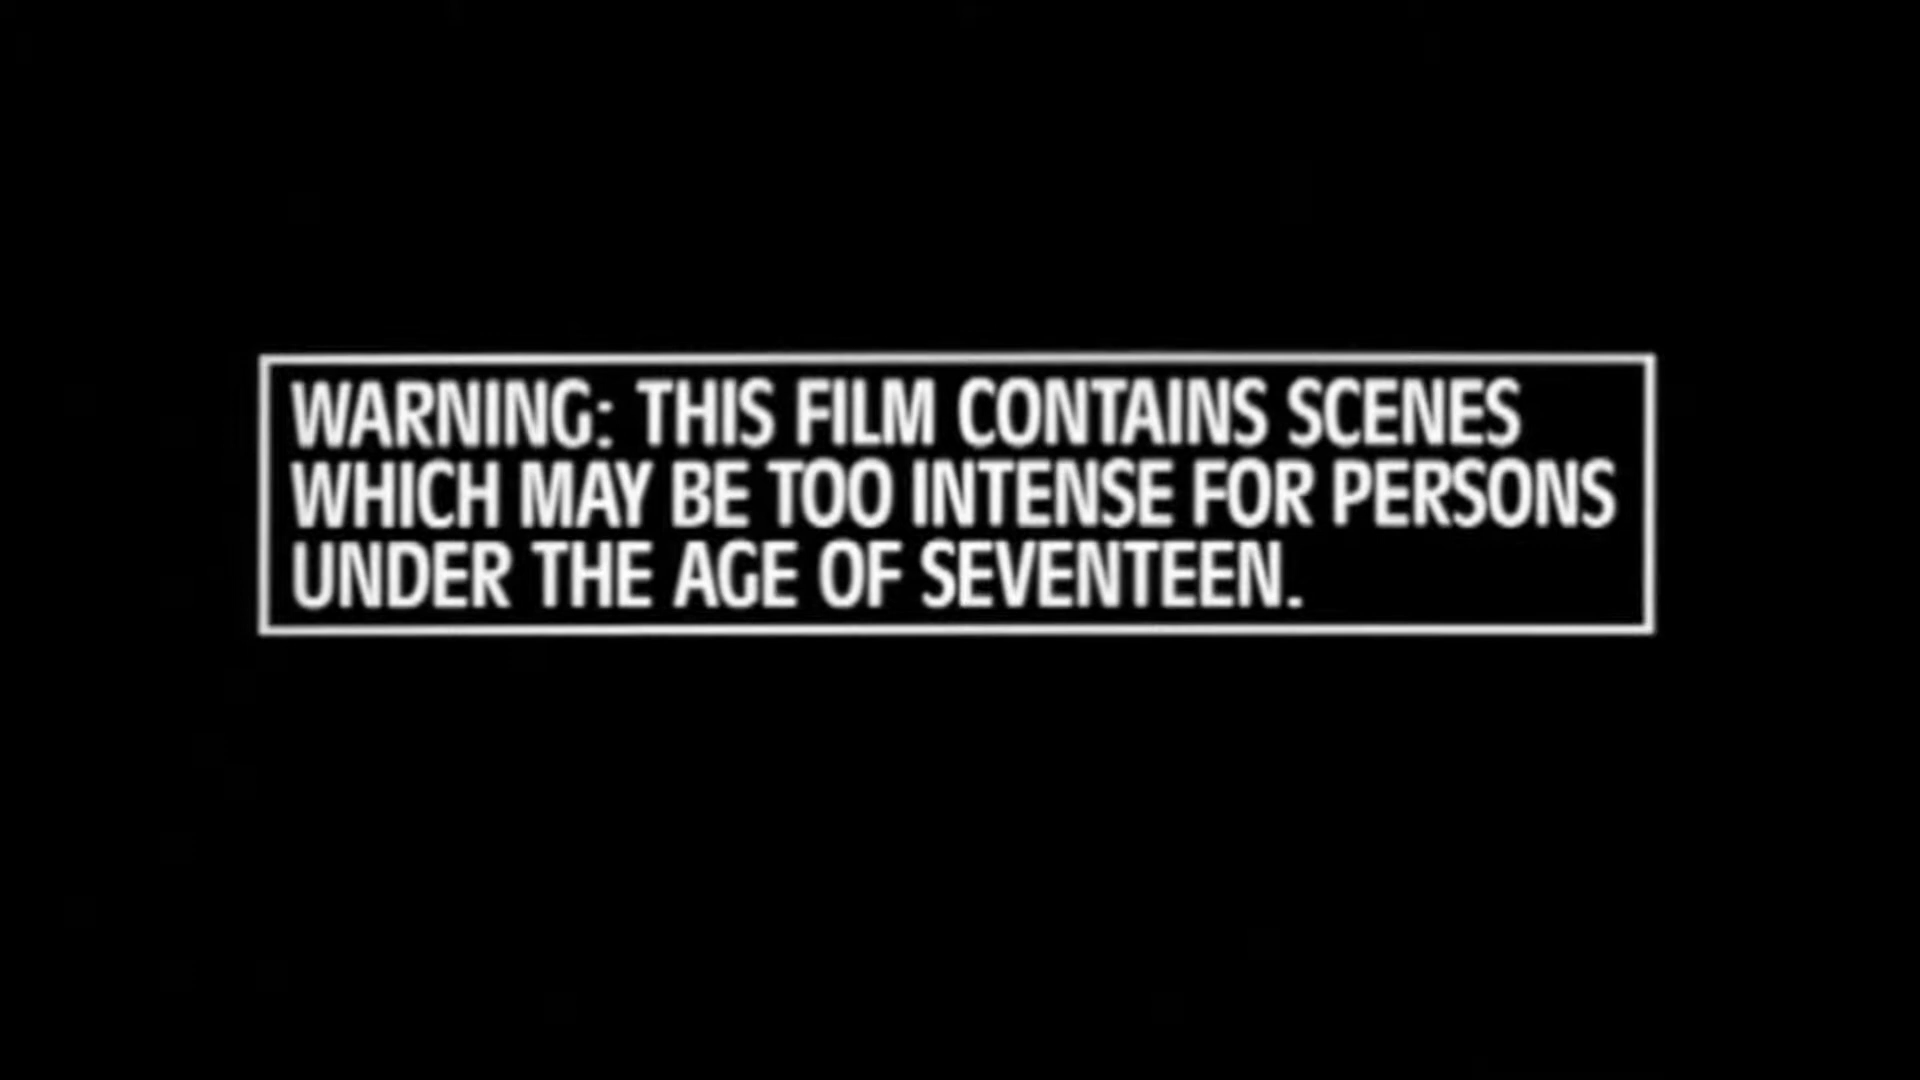 WARNING: THIS FILM CONTAINS SCENES
WHICH MAY BE TOO INTENSE FOR PERSONS
UNDER THE AGE OF SEVENTEEN.